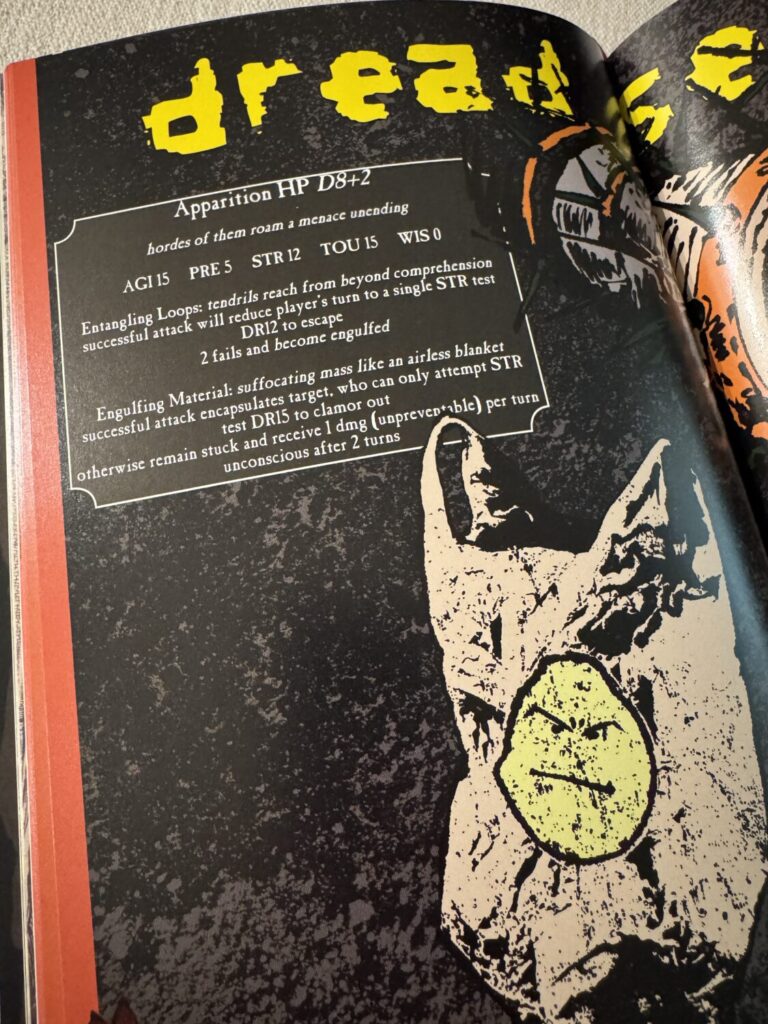 dreadse
Apparition HP D8+2
hordes of them roam a menace unending
AGI 15 PRE 5 STR 12 TOU 15 WIS 0
Entangling Loops: tendrils reach from beyond comprehension
successful attack will reduce player's turn to a single STR test
DR12 to escape
2 fails and become engulfed
Engulfing Material: suffocating mass like an airless blanket
successful attack encapsulates target, who can only attempt STR
test DR15 to clamor out
otherwise remain stuck and receive 1 dmg (unpreventable) per turn
unconscious after 2 turns